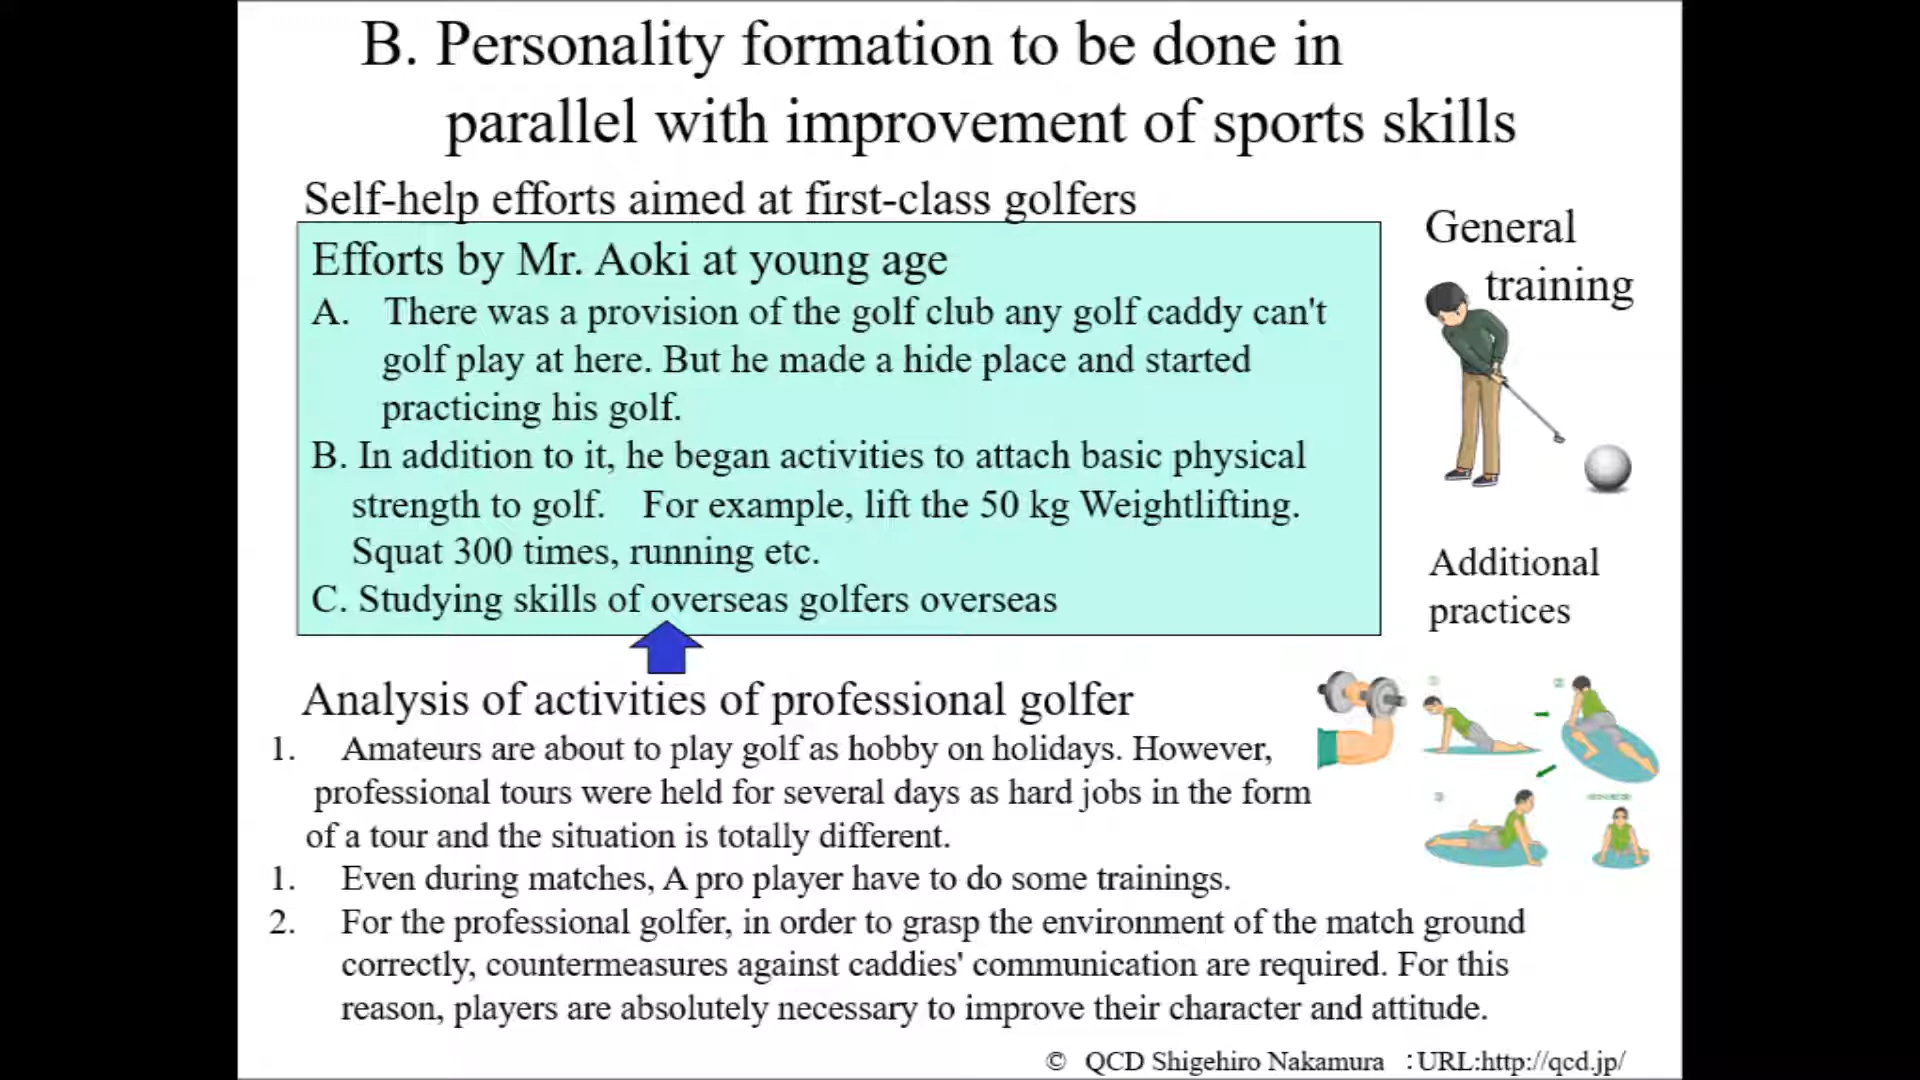 B. Personality formation to be done in
parallel with improvement of sports skills
Self-help efforts aimed at first-class golfers
Efforts by Mr. Aoki at young age
A. There was a provision of the golf club any golf caddy can't
golf play at here. But he made a hide place and started
practicing his golf.
B. In addition to it, he began activities to attach basic physical
strength to golf. For example, lift the 50 kg Weightlifting.
Squat 300 times, running etc.
C. Studying skills of overseas golfers overseas
General
training
Additional
practices
Analysis of activities of professional golfer
1. Amateurs are about to play golf as hobby on holidays. However,
professional tours were held for several days as hard jobs in the form
of a tour and the situation is totally different.
1. Even during matches, A pro player have to do some trainings.
2. For the professional golfer, in order to grasp the environment of the match ground
correctly, countermeasures against caddies' communication are required. For this
reason, players are absolutely necessary to improve their character and attitude.
© QCD Shigehiro Nakamura :URL:http://qcd.jp/